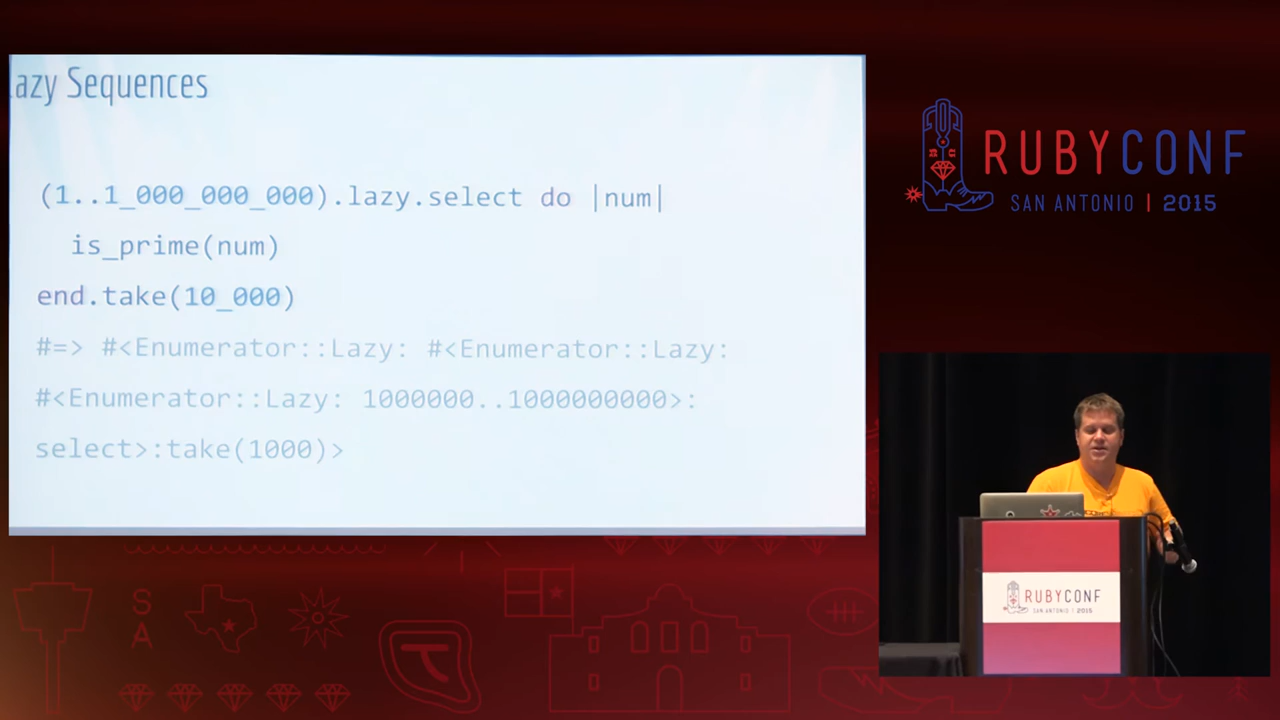 azy Sequences
(1..1_000_000_000).lazy.select do |num|
is_prime(num)
end.take(10_000)
#=> #<Enumerator::Lazy: #<Enumerator::Lazy:
#<Enumerator::Lazy: 1000000..1000000000>:
select>:take(1000)>
RUBYCONF
SAN ANTONIO | 2015
RUBYCONF
SAN ANTONIO | 2015
S
A